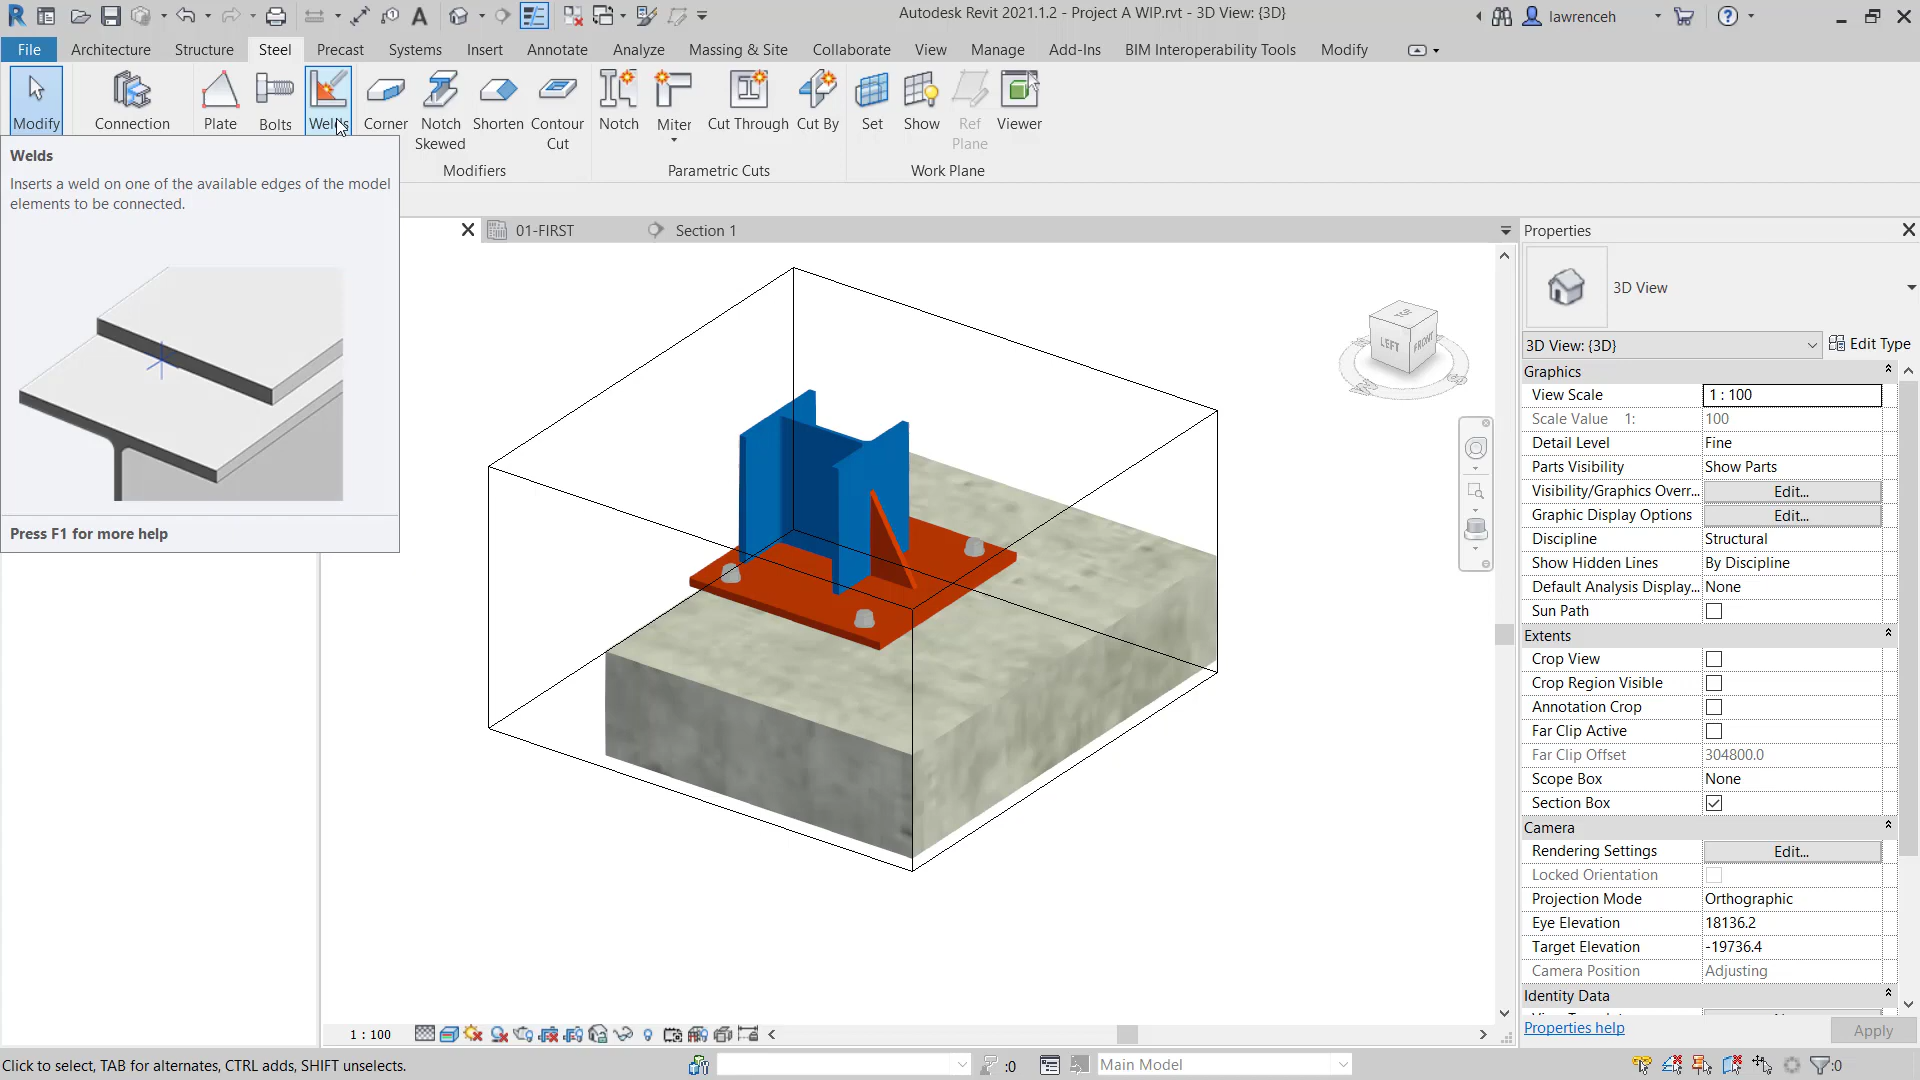 Autodesk Revit 2021.1.2 - Project A WIP.rvt - 3D View: {3D}
lawrenceh
File Architecture Structure Steel Precast Systems Insert Annotate Analyze Massing & Site Collaborate View Manage Add-Ins BIM Interoperability Tools Modify
Modify Connection Plate Bolts Welds Corner Notch Skewed Shorten Contour Cut Notch Miter Cut Through Cut By Set Show Ref Plane Viewer
Modifiers Parametric Cuts Work Plane
Welds
Inserts a weld on one of the available edges of the model
elements to be connected.
Press F1 for more help
01-FIRST Section 1
TOP
LEFT FRONT
Properties
3D View
3D View: {3D} Edit Type
Graphics
View Scale 1 : 100
Scale Value 1: 100
Detail Level Fine
Parts Visibility Show Parts
Visibility/Graphics Overr... Edit...
Graphic Display Options Edit...
Discipline Structural
Show Hidden Lines By Discipline
Default Analysis Display... None
Sun Path
Extents
Crop View
Crop Region Visible
Annotation Crop
Far Clip Active
Far Clip Offset 304800.0
Scope Box None
Section Box
Camera
Rendering Settings Edit...
Locked Orientation
Projection Mode Orthographic
Eye Elevation 18136.2
Target Elevation -19736.4
Camera Position Adjusting
Identity Data
Properties help Apply
1 : 100
Click to select, TAB for alternates, CTRL adds, SHIFT unselects. :0 Main Model :0